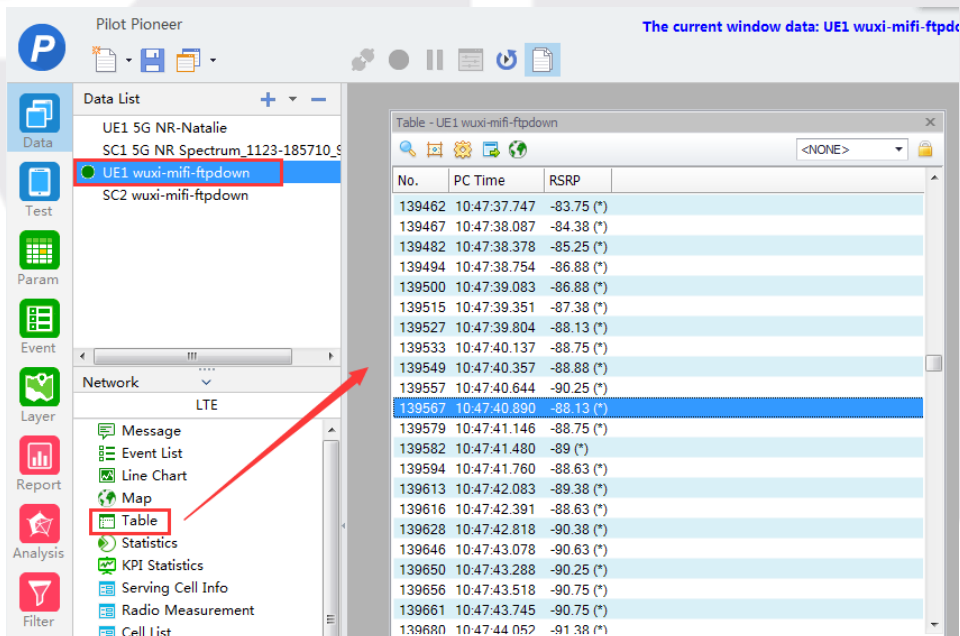 Pilot Pioneer
The current window data: UE1 wuxi-mifi-ftpd
P
Data
Test
Param
Event
Layer
Report
Analysis
Filter
Data List
UE1 5G NR-Natalie
SC1 5G NR Spectrum_1123-185710_S
UE1 wuxi-mifi-ftpdown
SC2 wuxi-mifi-ftpdown
Network
LTE
Message
Event List
Line Chart
Map
Table
Statistics
KPI Statistics
Serving Cell Info
Radio Measurement
Cell List
Table - UE1 wuxi-mifi-ftpdown
<NONE>
No. PC Time RSRP
139462 10:47:37.747 -83.75 (*)
139467 10:47:38.087 -84.38 (*)
139482 10:47:38.378 -85.25 (*)
139494 10:47:38.754 -86.88 (*)
139500 10:47:39.083 -86.88 (*)
139515 10:47:39.351 -87.38 (*)
139527 10:47:39.804 -88.13 (*)
139533 10:47:40.137 -88.75 (*)
139549 10:47:40.357 -88.88 (*)
139557 10:47:40.644 -90.25 (*)
139567 10:47:40.890 -88.13 (*)
139579 10:47:41.146 -88.75 (*)
139582 10:47:41.480 -89 (*)
139594 10:47:41.760 -88.63 (*)
139613 10:47:42.083 -89.38 (*)
139616 10:47:42.391 -88.63 (*)
139628 10:47:42.818 -90.38 (*)
139646 10:47:43.078 -90.63 (*)
139650 10:47:43.288 -90.25 (*)
139656 10:47:43.518 -90.75 (*)
139661 10:47:43.745 -90.75 (*)
139680 10:47:44.052 -91.38 (*)